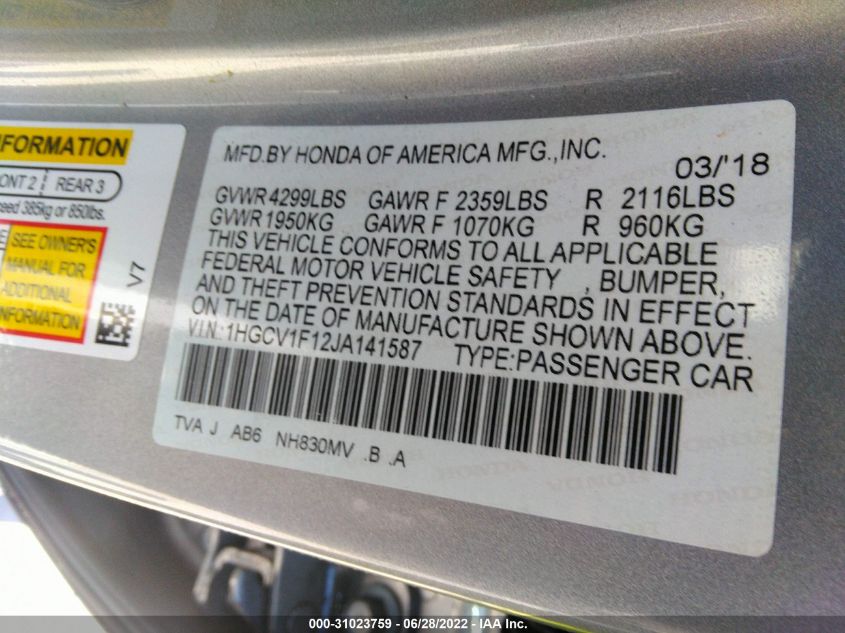 NFORMATION
ONT 2 REAR 3
ceed 385kg or 850lbs.
SEE OWNER'S
MANUAL FOR
ADDITIONAL
INFORMATION
V7
MFD.BY HONDA OF AMERICA MFG.,INC. 03/'18
GVWR 4299LBS GAWR F 2359LBS R 2116LBS
GVWR 1950KG GAWR F 1070KG R 960KG
THIS VEHICLE CONFORMS TO ALL APPLICABLE
FEDERAL MOTOR VEHICLE SAFETY , BUMPER,
AND THEFT PREVENTION STANDARDS IN EFFECT
ON THE DATE OF MANUFACTURE SHOWN ABOVE.
V.I.N.:1HGCV1F12JA141587 TYPE:PASSENGER CAR
TVA J AB6 NH830MV .B .A
000-31023759 / 06/28/2022 - IAA Inc.